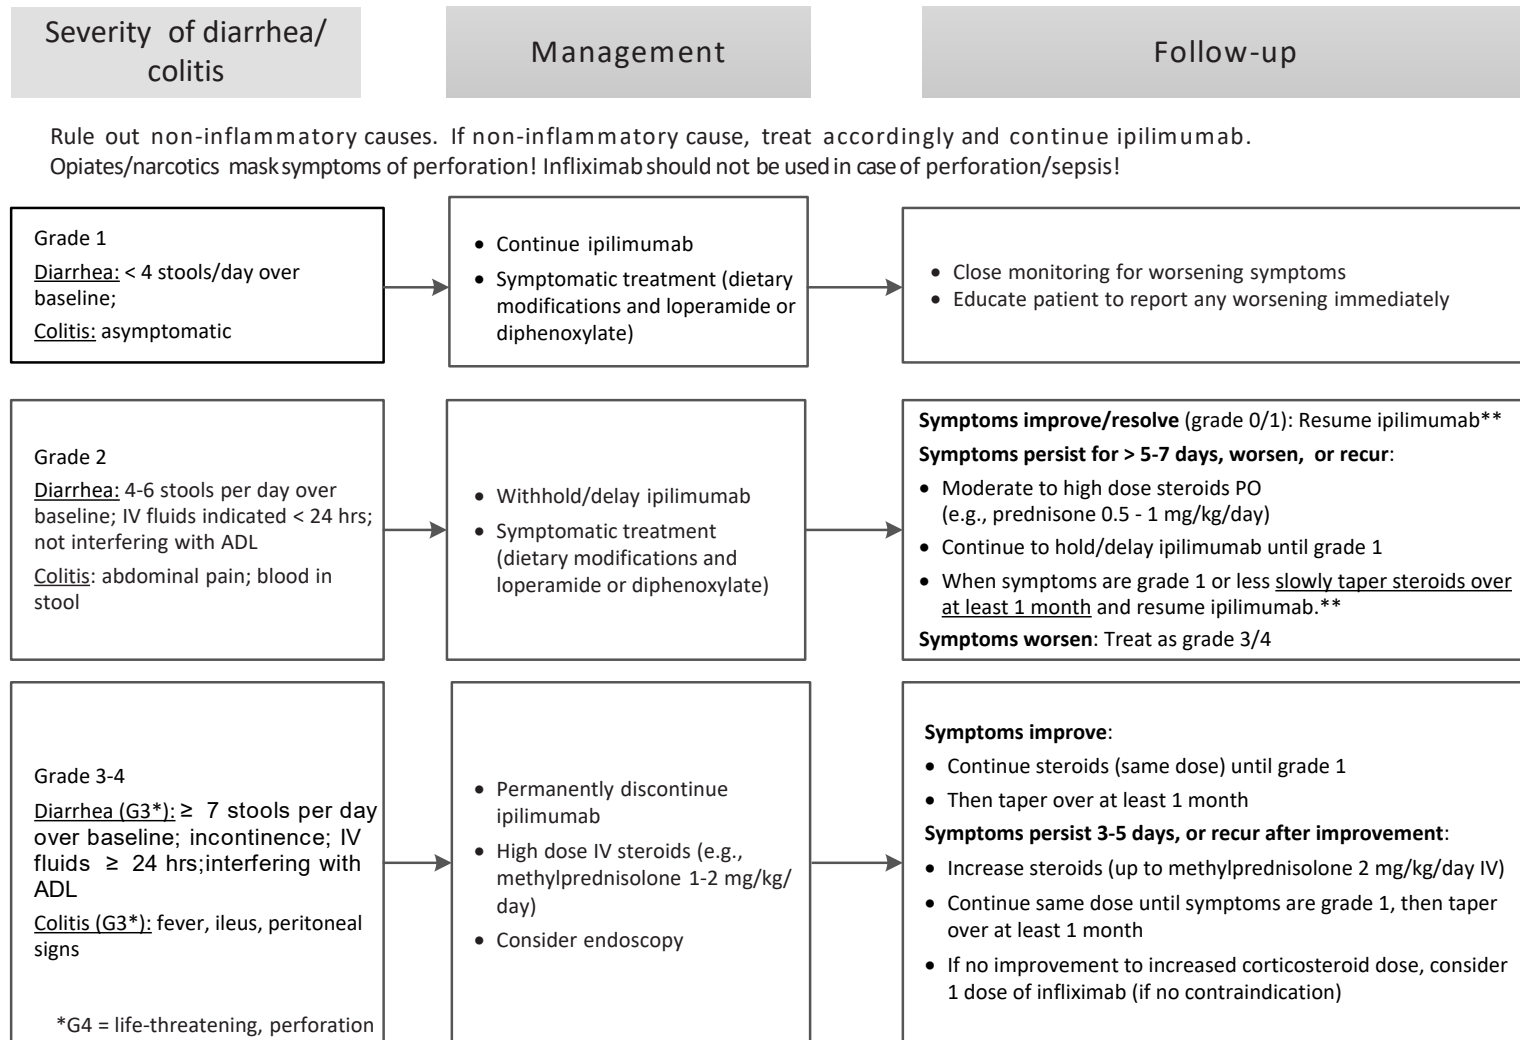 Severity of diarrhea/
colitis
Management
Follow-up
Rule out non-inflammatory causes. If non-inflammatory cause, treat accordingly and continue ipilimumab.
Opiates/narcotics mask symptoms of perforation! Infliximab should not be used in case of perforation/sepsis!
Grade 1
Diarrhea: < 4 stools/day over
baseline;
Colitis: asymptomatic
• Continue ipilimumab
• Symptomatic treatment (dietary
modifications and loperamide or
diphenoxylate)
• Close monitoring for worsening symptoms
• Educate patient to report any worsening immediately
Grade 2
Diarrhea: 4-6 stools per day over
baseline; IV fluids indicated < 24 hrs;
not interfering with ADL
Colitis: abdominal pain; blood in
stool
• Withhold/delay ipilimumab
• Symptomatic treatment
(dietary modifications and
loperamide or diphenoxylate)
Symptoms improve/resolve (grade 0/1): Resume ipilimumab**
Symptoms persist for > 5-7 days, worsen, or recur:
• Moderate to high dose steroids PO
(e.g., prednisone 0.5 - 1 mg/kg/day)
• Continue to hold/delay ipilimumab until grade 1
• When symptoms are grade 1 or less slowly taper steroids over
at least 1 month and resume ipilimumab.**
Symptoms worsen: Treat as grade 3/4
Grade 3-4
Diarrhea (G3*): ≥ 7 stools per day
over baseline; incontinence; IV
fluids ≥ 24 hrs;interfering with
ADL
Colitis (G3*): fever, ileus, peritoneal
signs
*G4 = life-threatening, perforation
• Permanently discontinue
ipilimumab
• High dose IV steroids (e.g.,
methylprednisolone 1-2 mg/kg/
day)
• Consider endoscopy
Symptoms improve:
• Continue steroids (same dose) until grade 1
• Then taper over at least 1 month
Symptoms persist 3-5 days, or recur after improvement:
• Increase steroids (up to methylprednisolone 2 mg/kg/day IV)
• Continue same dose until symptoms are grade 1, then taper
over at least 1 month
• If no improvement to increased corticosteroid dose, consider
1 dose of infliximab (if no contraindication)